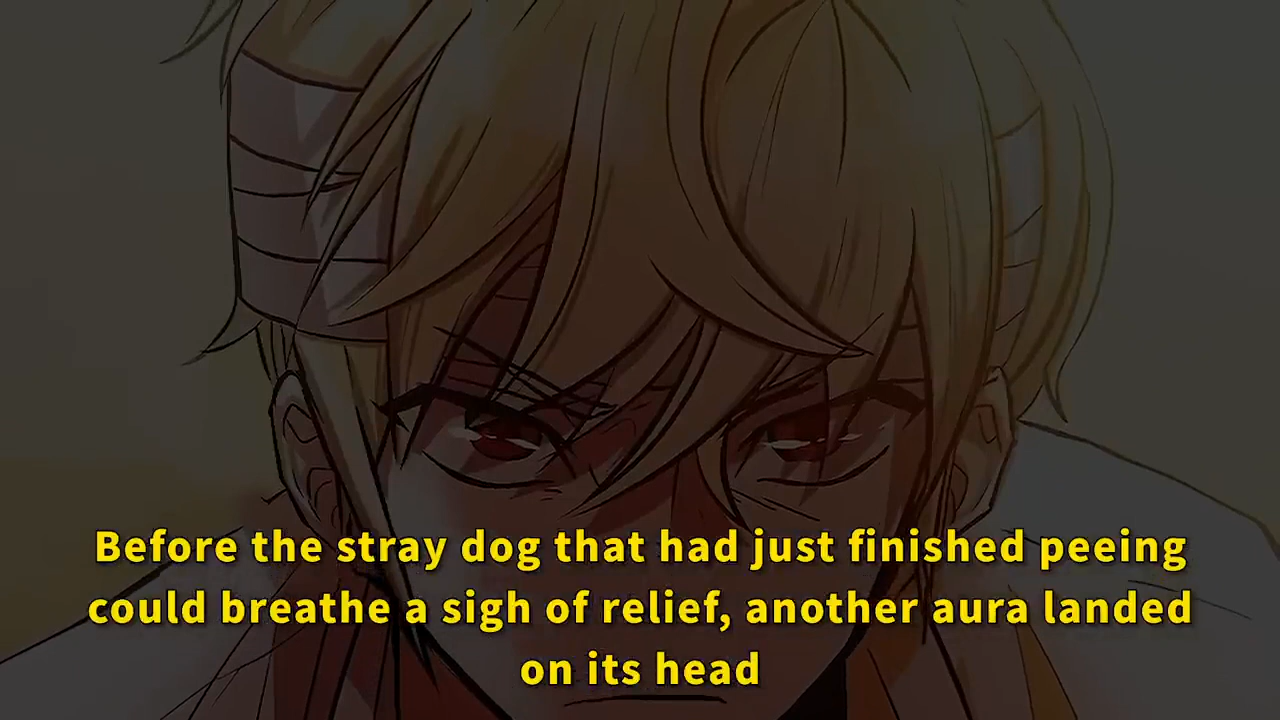 Before the stray dog that had just finished peeing
could breathe a sigh of relief, another aura landed
on its head